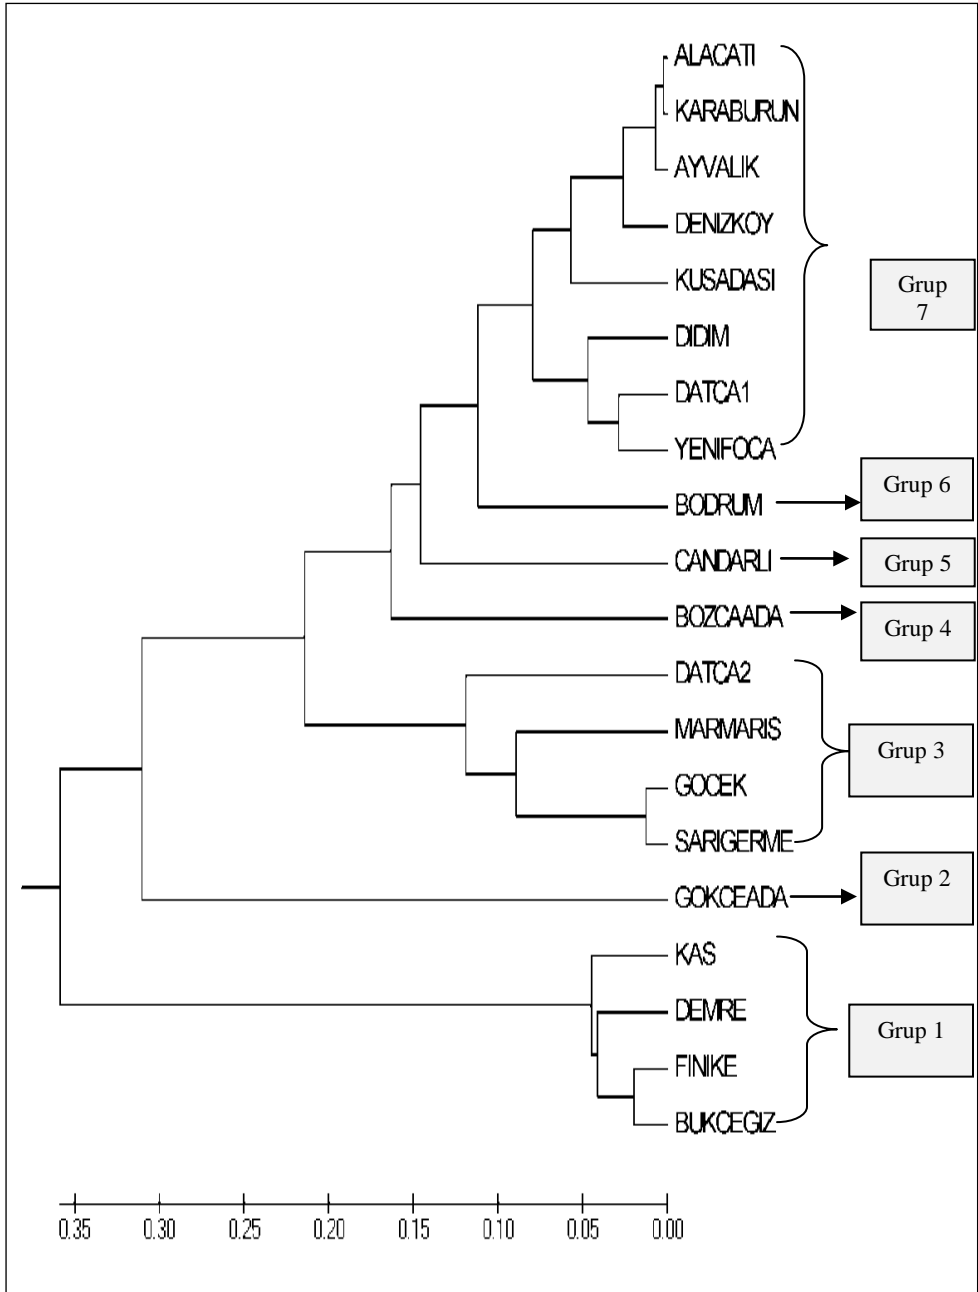 ALACATI
KARABURUN
AYVALIK
DENIZKOY
KUSADASI
Grup
7
DIDIM
DATÇA1
YENIFOCA
BODRUM
Grup 6
CANDARLI
Grup 5
BOZCAADA
Grup 4
DATÇA2
MARMARIS
Grup 3
GOCEK
SARIGERME
GOKCEADA
Grup 2
KAS
DEMRE
Grup 1
FINIKE
BUKCEGIZ
0.35 0.30 0.25 0.20 0.15 0.10 0.05 0.00